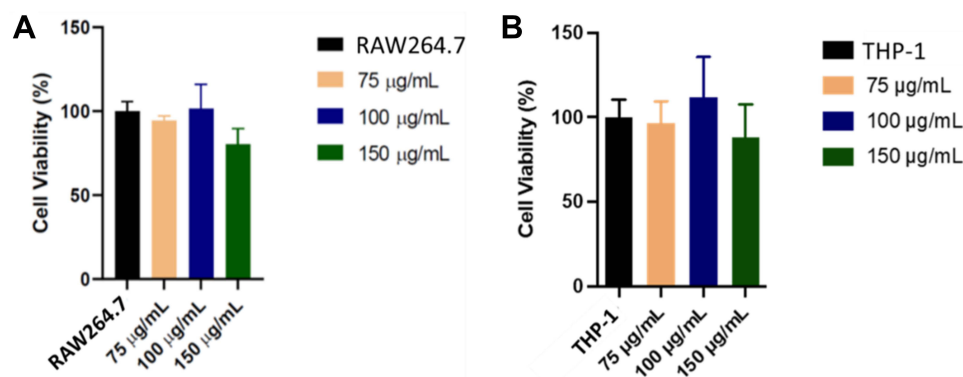 A
Cell Viability (%)
150
100
50
0
RAW264.7
75 μg/mL
100 μg/mL
150 μg/mL
RAW264.7
75 μg/mL
100 μg/mL
150 μg/mL
B
Cell Viability (%)
150
100
50
0
THP-1
75 μg/mL
100 μg/mL
150 μg/mL
THP-1
75 μg/mL
100 μg/mL
150 μg/mL